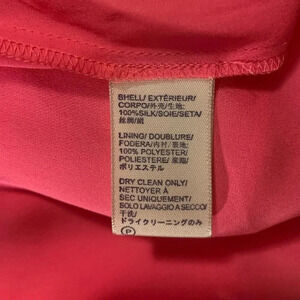 SHELL/ EXTÉRIEUR/
CORPO/外壳/生地:
100%SILK/SOIE/SETA/
絲綢/絹
LINING/ DOUBLURE/
FODERA/内衬/裏地:
100% POLYESTER/
POLIESTERE/
ポリエステル
DRY CLEAN ONLY/
NETTOYER À
SEC UNIQUEMENT/
SOLO LAVAGGIO A SECCO/
干洗/
ドライクリーニングのみ
P